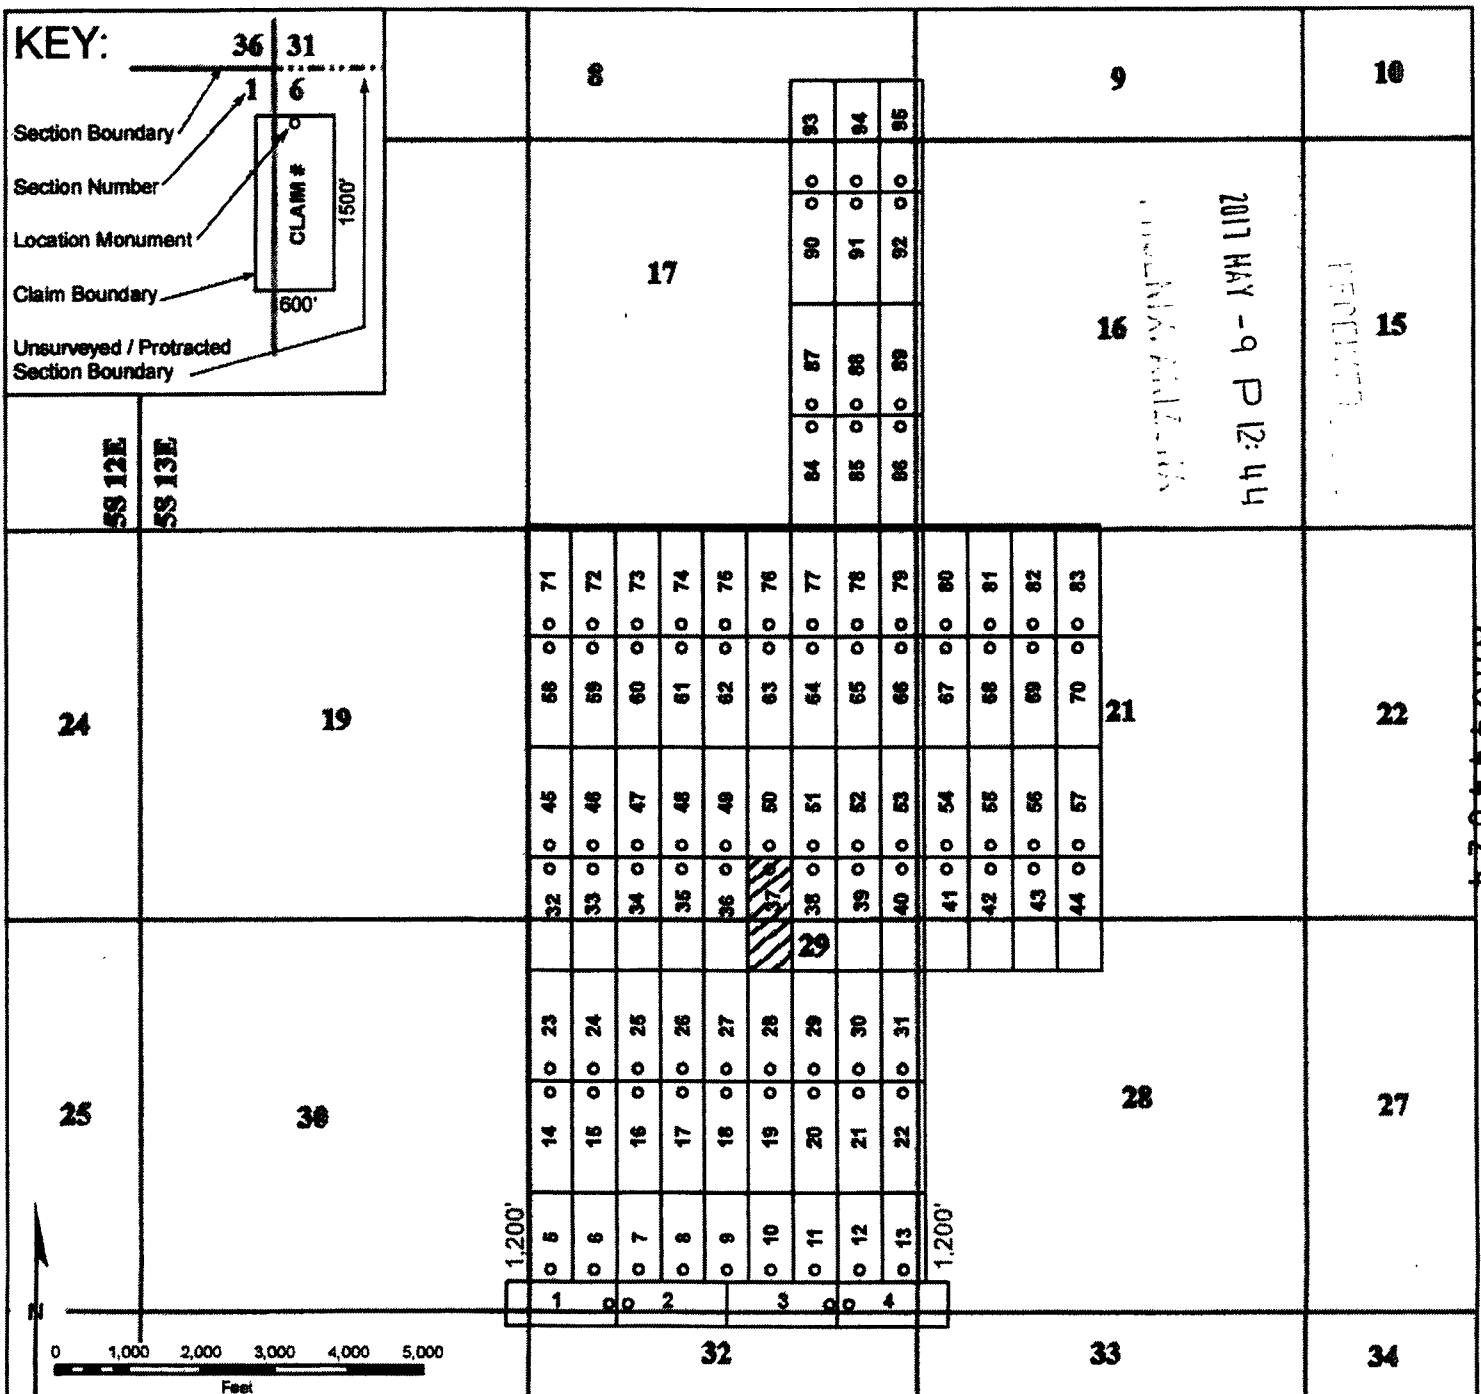 KEY:
36 31
1 6
Section Boundary
Section Number
Location Monument
Claim Boundary
Unsurveyed / Protracted
Section Boundary
CLAIM #
1500'
600'
8 9 10
93 94 95
17 16 15
90 91 92
87 88 89
84 85 86
2017 MAY -9 P 12:44
5S 12E
5S 13E
71 72 73 74 75 76 77 78 79 80 81 82 83
58 59 60 61 62 63 64 65 66 67 68 69 70
24 19 21 22
45 46 47 48 49 50 51 52 53 54 55 56 57
32 33 34 35 36 37 38 39 40 41 42 43 44
29
23 24 25 26 27 28 29 30 31
25 30 28 27
14 15 16 17 18 19 20 21 22
1,200' 5 6 7 8 9 10 11 12 13 1,200'
1 2 3 4
N
32 33 34
0 1,000 2,000 3,000 4,000 5,000
Feet